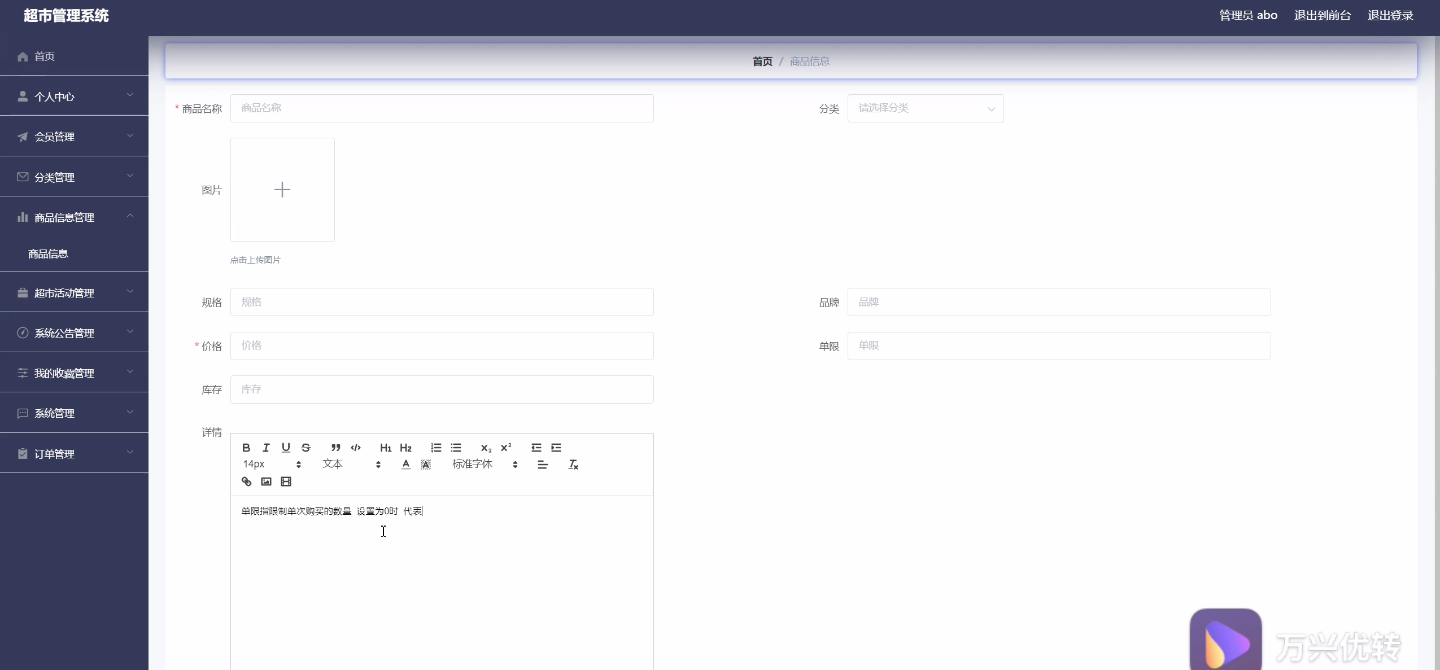 超市管理系统
管理员 abo 退出到前台 退出登录
首页
个人中心
会员管理
分类管理
商品信息管理
商品信息
超市活动管理
系统公告管理
我的收藏管理
系统管理
订单管理
首页 / 商品信息
* 商品名称 商品名称
分类 请选择分类
图片
点击上传图片
规格 规格
品牌 品牌
* 价格 价格
单限 单限
库存 库存
详情
B I U S H1 H2 X₂ X²
14px 文本 A A 标准字体 Tx
单限指限制单次购买的数量 设置为0时 代表
万兴优转